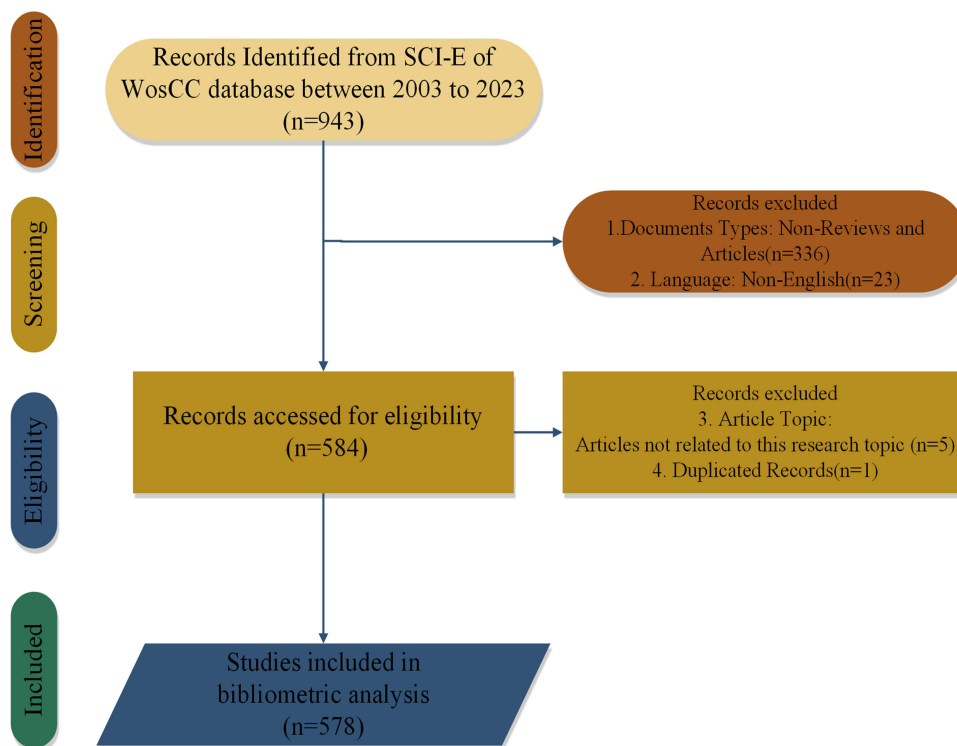 Identification
Records Identified from SCI-E of
WosCC database between 2003 to 2023
(n=943)
Screening
Records excluded
1.Documents Types: Non-Reviews and
Articles(n=336)
2. Language: Non-English(n=23)
Eligibility
Records accessed for eligibility
(n=584)
Records excluded
3. Article Topic:
Articles not related to this research topic (n=5)
4. Duplicated Records(n=1)
Included
Studies included in
bibliometric analysis
(n=578)